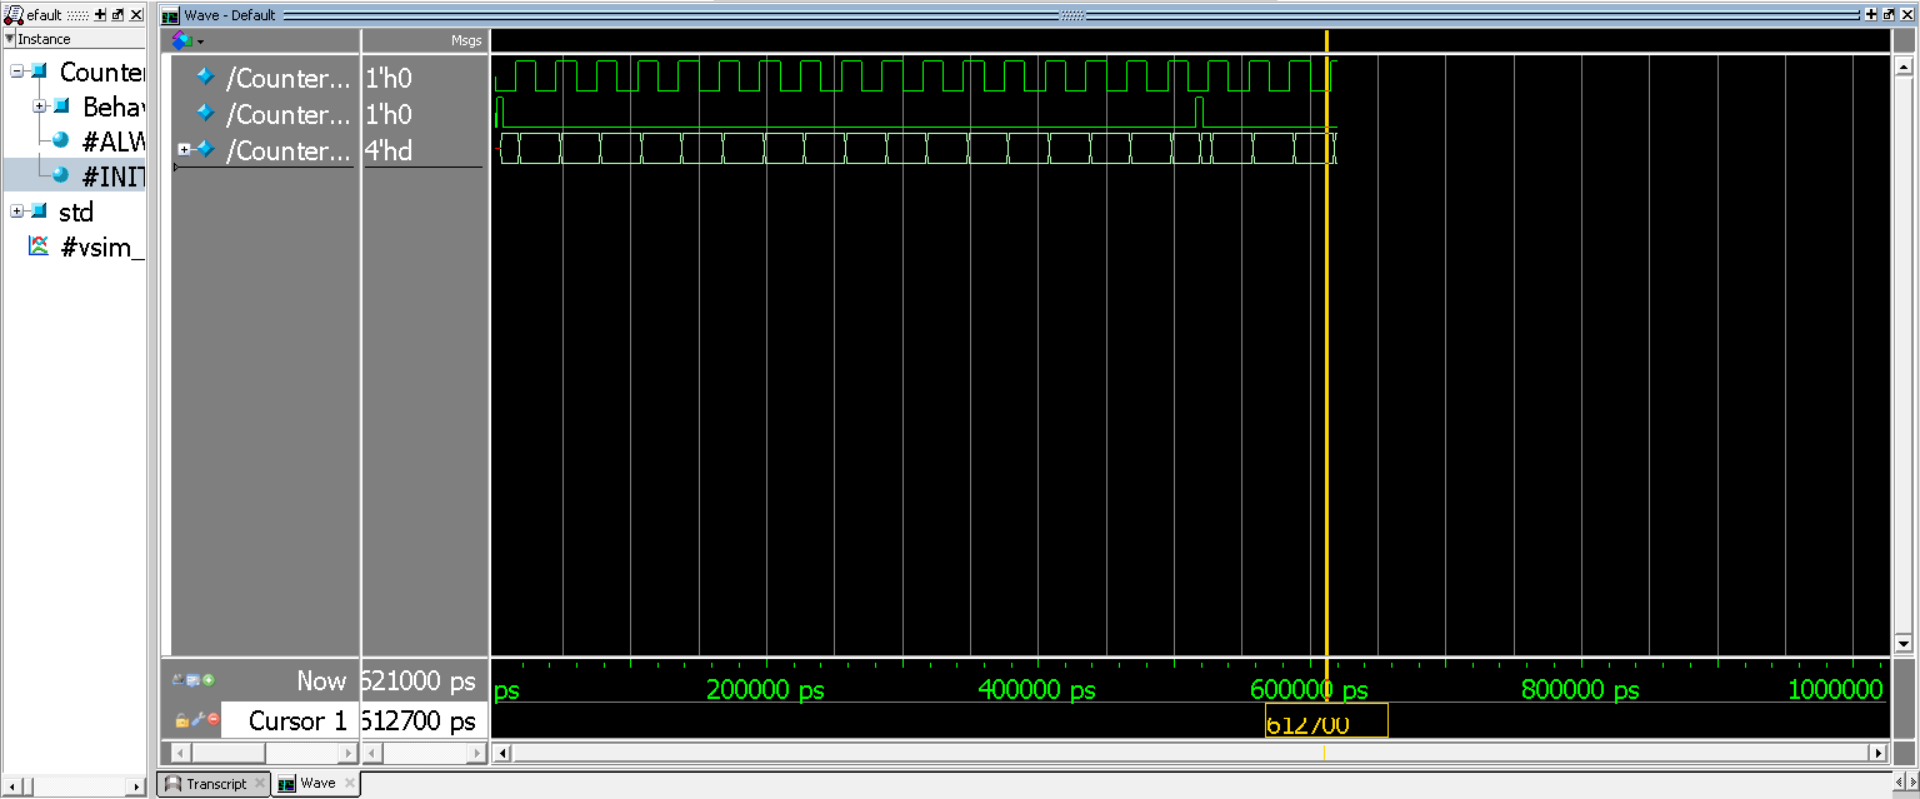 efault
Wave - Default
Instance
Msgs
Counte
/Counter... 1'h0
Behav
/Counter... 1'h0
#ALW
/Counter... 4'hd
#INIT
std
#vsim_
Now 621000 ps
ps 200000 ps 400000 ps 600000 ps 800000 ps 1000000
Cursor 1 612700 ps
612700
Transcript
Wave